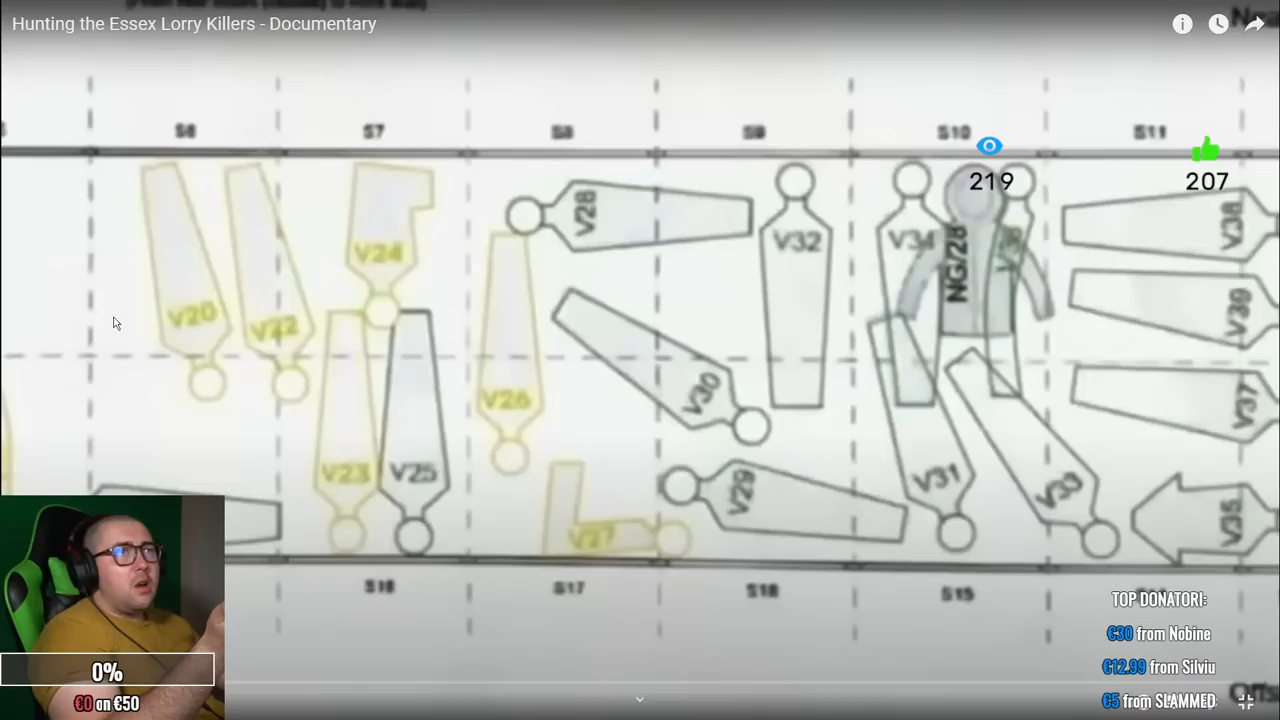 Hunting the Essex Lorry Killers - Documentary
S6 S7 S8 S9 S10 S11
219 207
V20
V22
V24
V23
V25
V26
V27
V28
V30
V29
V32
V34
NG/28
V31
V33
V38
V39
V37
V35
S16 S17 S18 S15
TOP DONATORI:
€30 from Nobine
€12.99 from Silviu
€5 from SLAMMED
0%
€0 an €50